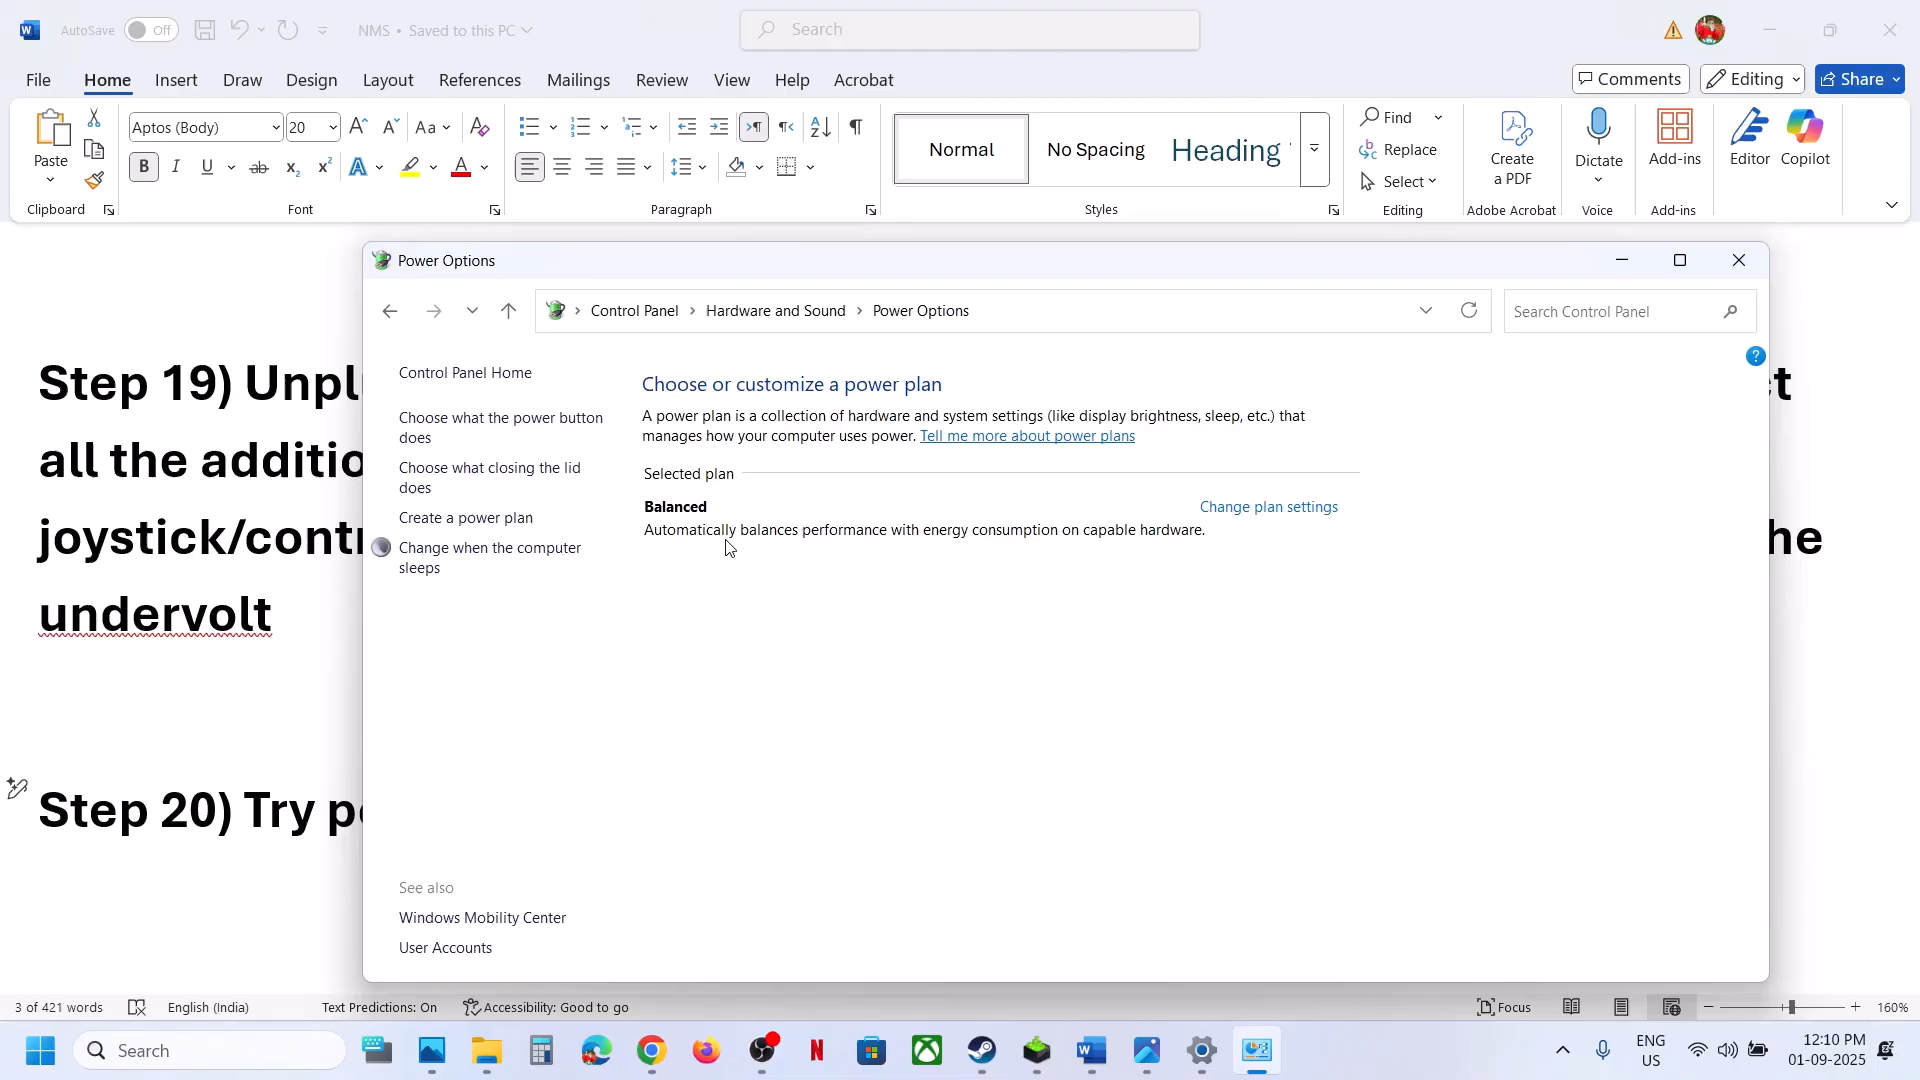 AutoSave
Off
NMS • Saved to this PC
Search
File
Home
Insert
Draw
Design
Layout
References
Mailings
Review
View
Help
Acrobat
Comments
Editing
Share
Paste
Clipboard
Aptos (Body)
20
Font
Paragraph
Normal
No Spacing
Heading
Styles
Find
Replace
Select
Editing
Create
a PDF
Adobe Acrobat
Dictate
Voice
Add-ins
Add-ins
Editor
Copilot
Power Options
Control Panel > Hardware and Sound > Power Options
Search Control Panel
Control Panel Home
Choose what the power button
does
Choose what closing the lid
does
Create a power plan
Change when the computer
sleeps
Choose or customize a power plan
A power plan is a collection of hardware and system settings (like display brightness, sleep, etc.) that
manages how your computer uses power. Tell me more about power plans
Selected plan
Balanced
Change plan settings
Automatically balances performance with energy consumption on capable hardware.
See also
Windows Mobility Center
User Accounts
Step 19)
all the
undervolt
Step 20) Try
3 of 421 words
English (India)
Text Predictions: On
Accessibility: Good to go
Focus
160%
Search
ENG
US
12:10 PM
01-09-2025